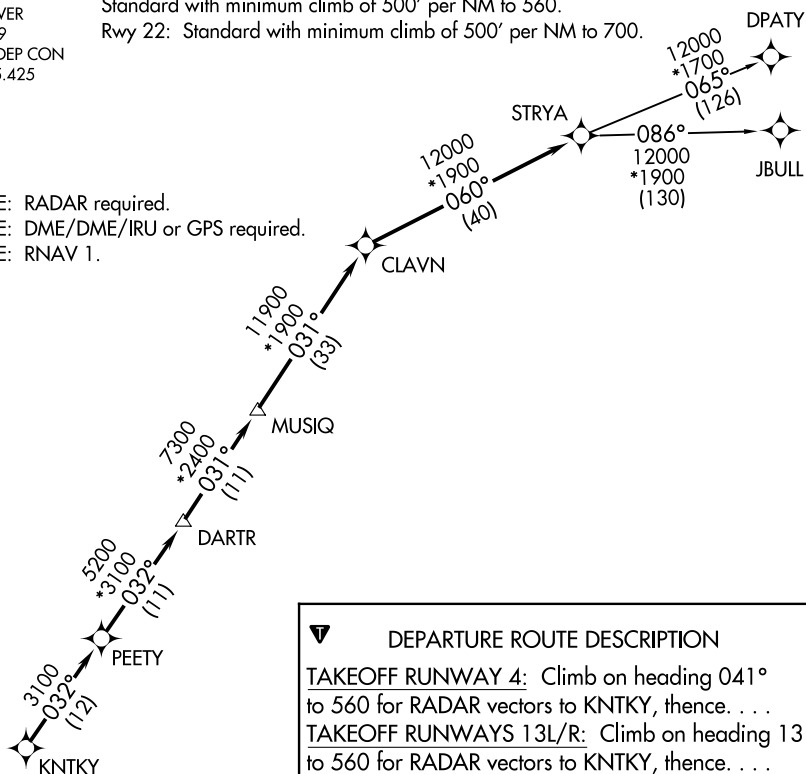 VER
9
DEP CON
5.425
Standard with minimum climb of 500' per NM to 560.
Rwy 22: Standard with minimum climb of 500' per NM to 700.
DPATY
12000
*1700
065°
(126)
STRYA
086°
12000
*1900
(130)
JBULL
12000
*1900
060°
(40)
E: RADAR required.
E: DME/DME/IRU or GPS required.
E: RNAV 1.
CLAVN
11900
*1900
031°
(33)
MUSIQ
7300
*2400
031°
(11)
DARTR
5200
*3100
032°
(11)
PEETY
3100
032°
(12)
KNTKY
T
DEPARTURE ROUTE DESCRIPTION
TAKEOFF RUNWAY 4: Climb on heading 041°
to 560 for RADAR vectors to KNTKY, thence. . . .
TAKEOFF RUNWAYS 13L/R: Climb on heading 13
to 560 for RADAR vectors to KNTKY, thence. . . .